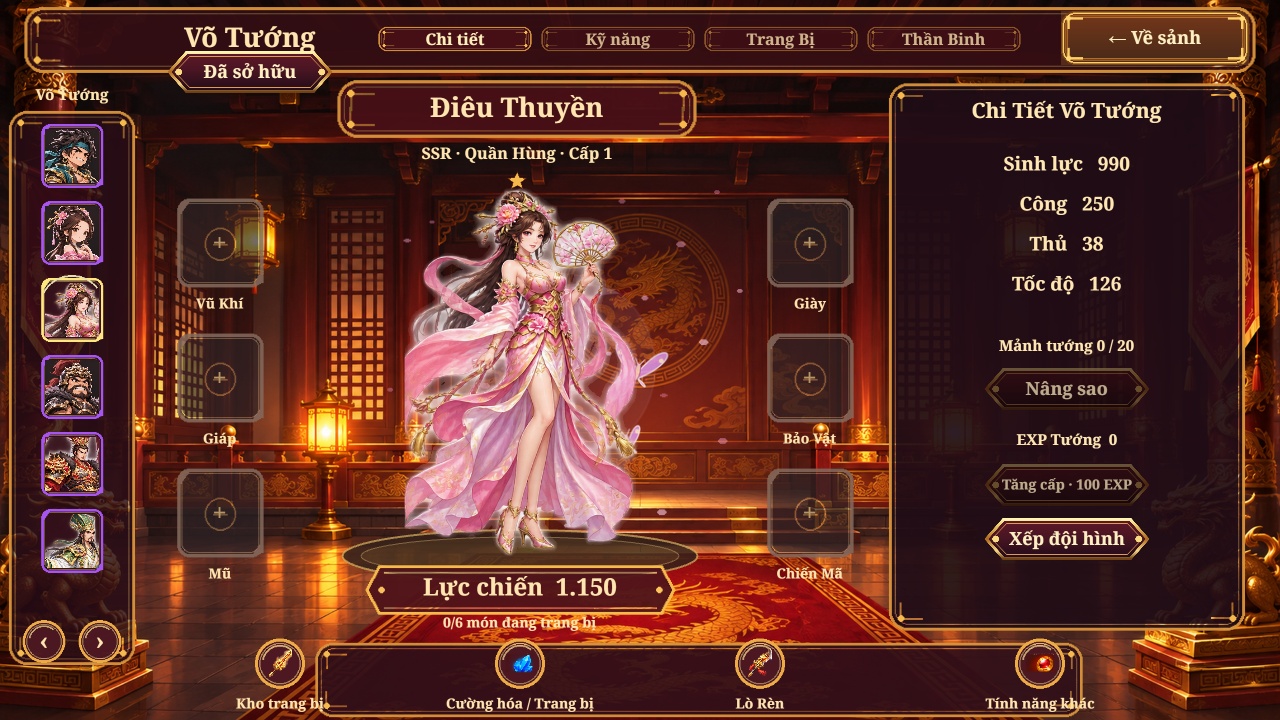 Võ Tướng
Chi tiết
Kỹ năng
Trang Bị
Thần Binh
← Về sảnh
Đã sở hữu
Võ Tướng
Điêu Thuyền
SSR · Quần Hùng · Cấp 1
Vũ Khí
Giáp
Mũ
Giày
Bảo Vật
Chiến Mã
Lực chiến 1.150
0/6 món đang trang bị
Chi Tiết Võ Tướng
Sinh lực 990
Công 250
Thủ 38
Tốc độ 126
Mảnh tướng 0 / 20
Nâng sao
EXP Tướng 0
Tăng cấp · 100 EXP
Xếp đội hình
‹ ›
Kho trang bị
Cường hóa / Trang bị
Lò Rèn
Tính năng khác